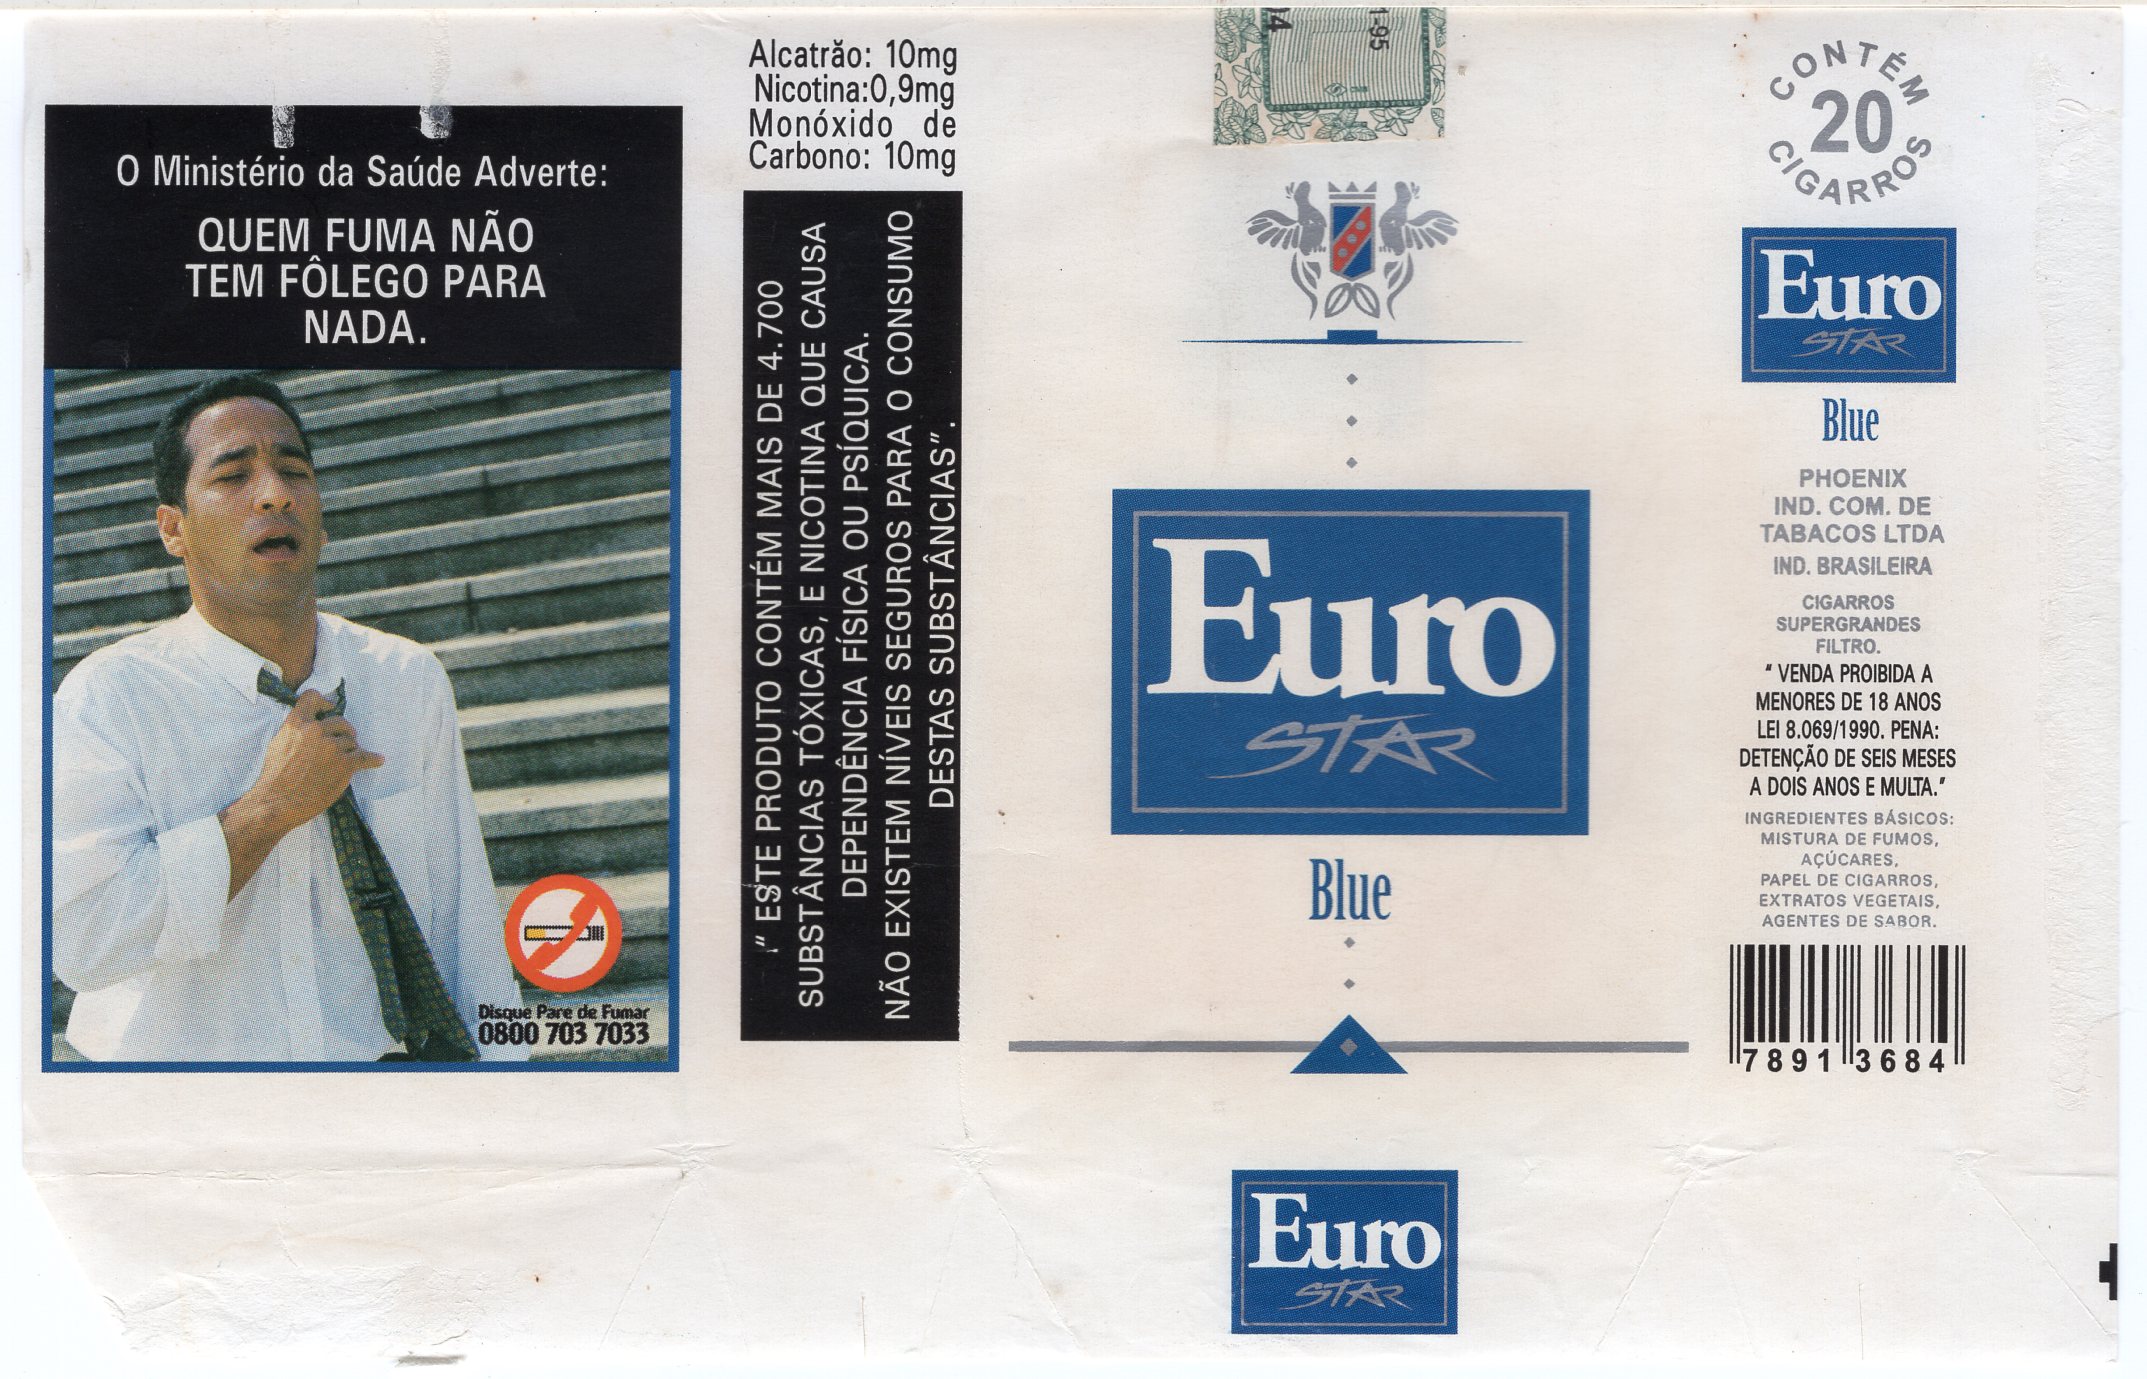 O Ministério da Saúde Adverte:
QUEM FUMA NÃO
TEM FÔLEGO PARA
NADA.
Disque Pare de Fumar
0800 703 7033
Alcatrão: 10mg
Nicotina:0,9mg
Monóxido de
Carbono: 10mg
“ ESTE PRODUTO CONTÉM MAIS DE 4.700
SUBSTÂNCIAS TÓXICAS, E NICOTINA QUE CAUSA
DEPENDÊNCIA FÍSICA OU PSÍQUICA.
NÃO EXISTEM NÍVEIS SEGUROS PARA O CONSUMO
DESTAS SUBSTÂNCIAS”.
1-95
Euro
STAR
Blue
Euro
STAR
CONTÉM
20
CIGARROS
Euro
STAR
Blue
PHOENIX
IND. COM. DE
TABACOS LTDA
IND. BRASILEIRA
CIGARROS
SUPERGRANDES
FILTRO.
“ VENDA PROIBIDA A
MENORES DE 18 ANOS
LEI 8.069/1990. PENA:
DETENÇÃO DE SEIS MESES
A DOIS ANOS E MULTA.”
INGREDIENTES BÁSICOS:
MISTURA DE FUMOS,
AÇÚCARES,
PAPEL DE CIGARROS,
EXTRATOS VEGETAIS,
AGENTES DE SABOR.
7891 3684